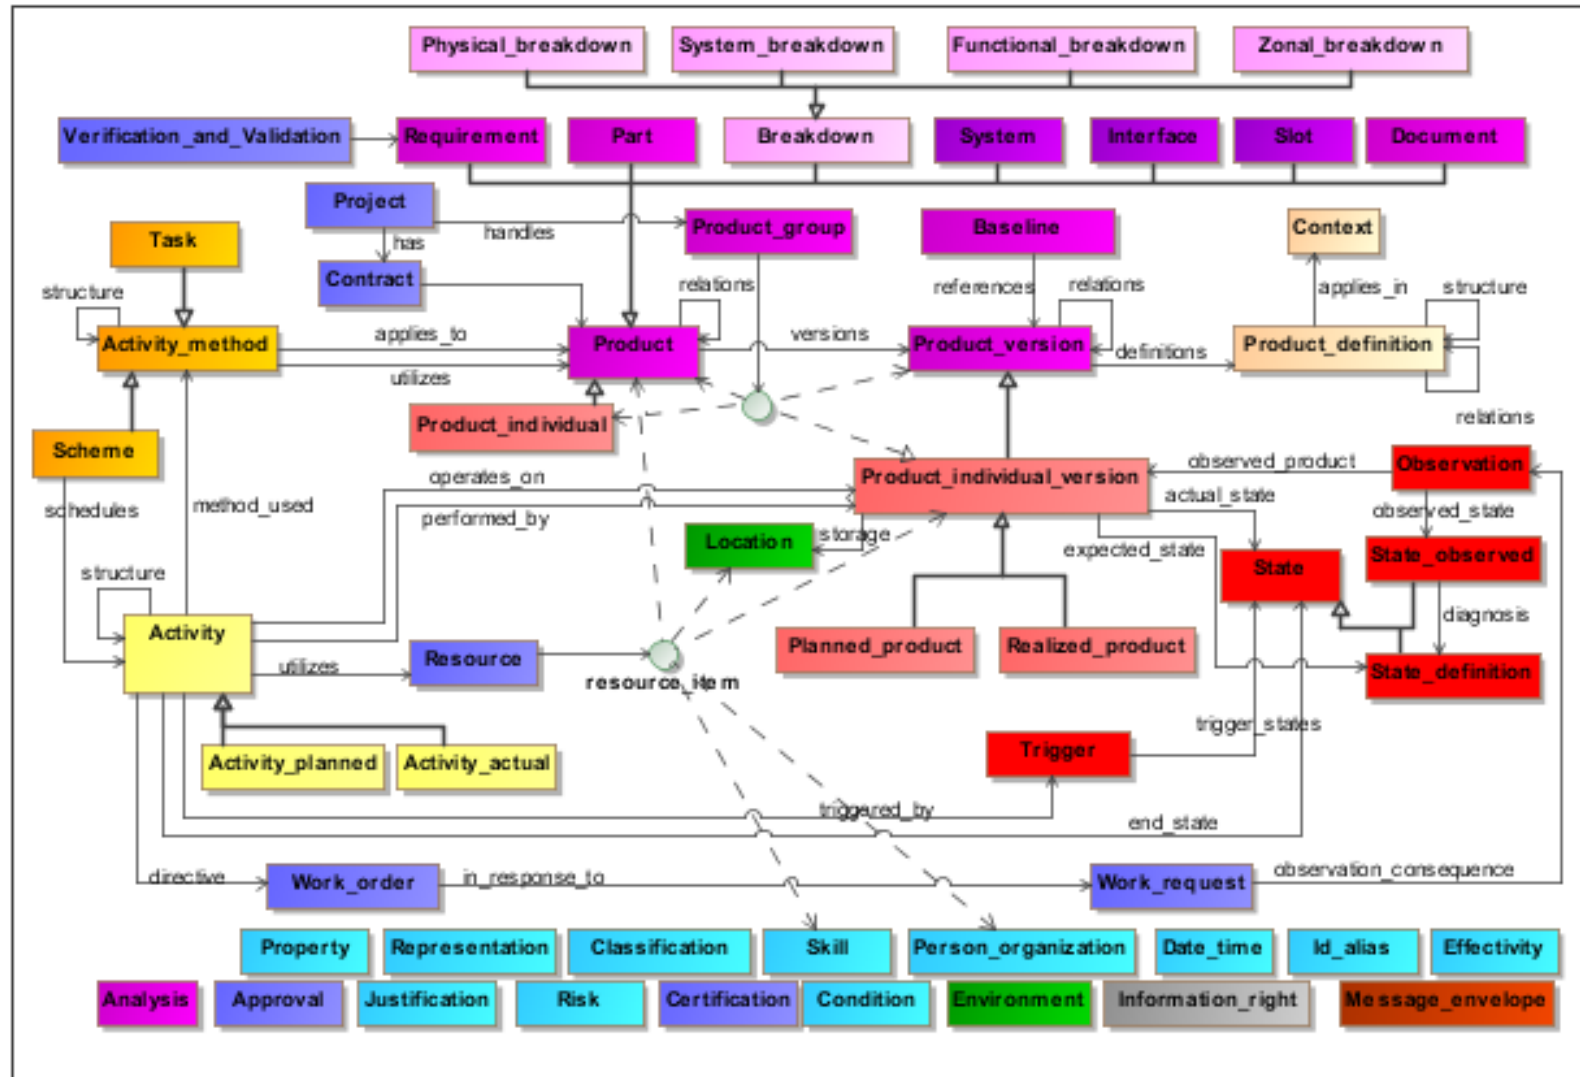 Physical_breakdown
System_breakdown
Functional_breakdown
Zonal_breakdown
Verification_and_Validation
Requirement
Part
Breakdown
System
Interface
Slot
Document
Project
handles
Product_group
Baseline
Context
Task
has
Contract
relations
references
relations
applies_in
structure
structure
Activity_method
applies_to
utilizes
Product
versions
Product_version
definitions
Product_definition
relations
Product_individual
Scheme
operates_on
Product_individual_version
observed_product
Observation
schedules
method_used
performed_by
actual_state
observed_state
Location
storage
expected_state
State
State_observed
structure
Activity
diagnosis
utilizes
Resource
resource_item
Planned_product
Realized_product
State_definition
Activity_planned
Activity_actual
Trigger
trigger_states
triggared_by
end_state
directive
Work_order
in_response_to
Work_request
observation_consequence
Property
Representation
Classification
Skill
Person_organization
Date_time
Id_alias
Effectivity
Analysis
Approval
Justification
Risk
Certification
Condition
Environment
Information_right
Message_envelope